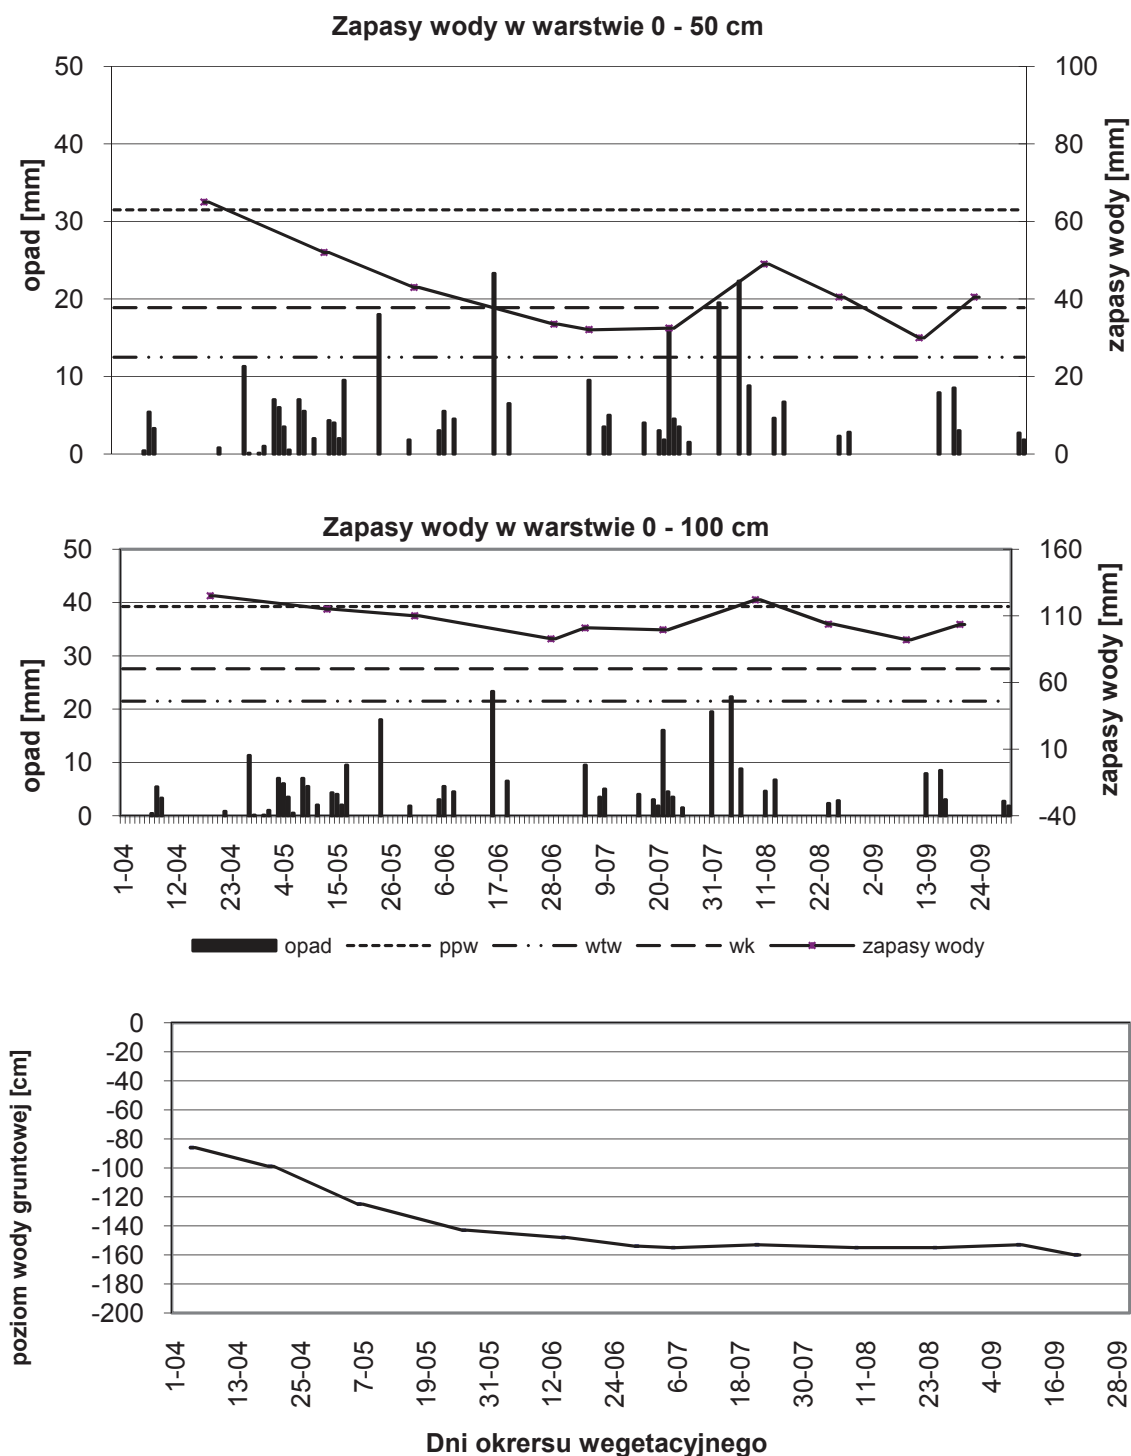 Zapasy wody w warstwie 0 - 50 cm
50 100
40 80
30 60
20 40
10 20
0 0
opad [mm]
zapasy wody [mm]
Zapasy wody w warstwie 0 - 100 cm
50 160
40 110
30 60
20 10
10 -40
0
opad [mm]
zapasy wody [mm]
1-04 12-04 23-04 4-05 15-05 26-05 6-06 17-06 28-06 9-07 20-07 31-07 11-08 22-08 2-09 13-09 24-09
opad ppw wtw wk zapasy wody
0
-20
-40
-60
-80
-100
-120
-140
-160
-180
-200
poziom wody gruntowej [cm]
1-04 13-04 25-04 7-05 19-05 31-05 12-06 24-06 6-07 18-07 30-07 11-08 23-08 4-09 16-09 28-09
Dni okrersu wegetacyjnego